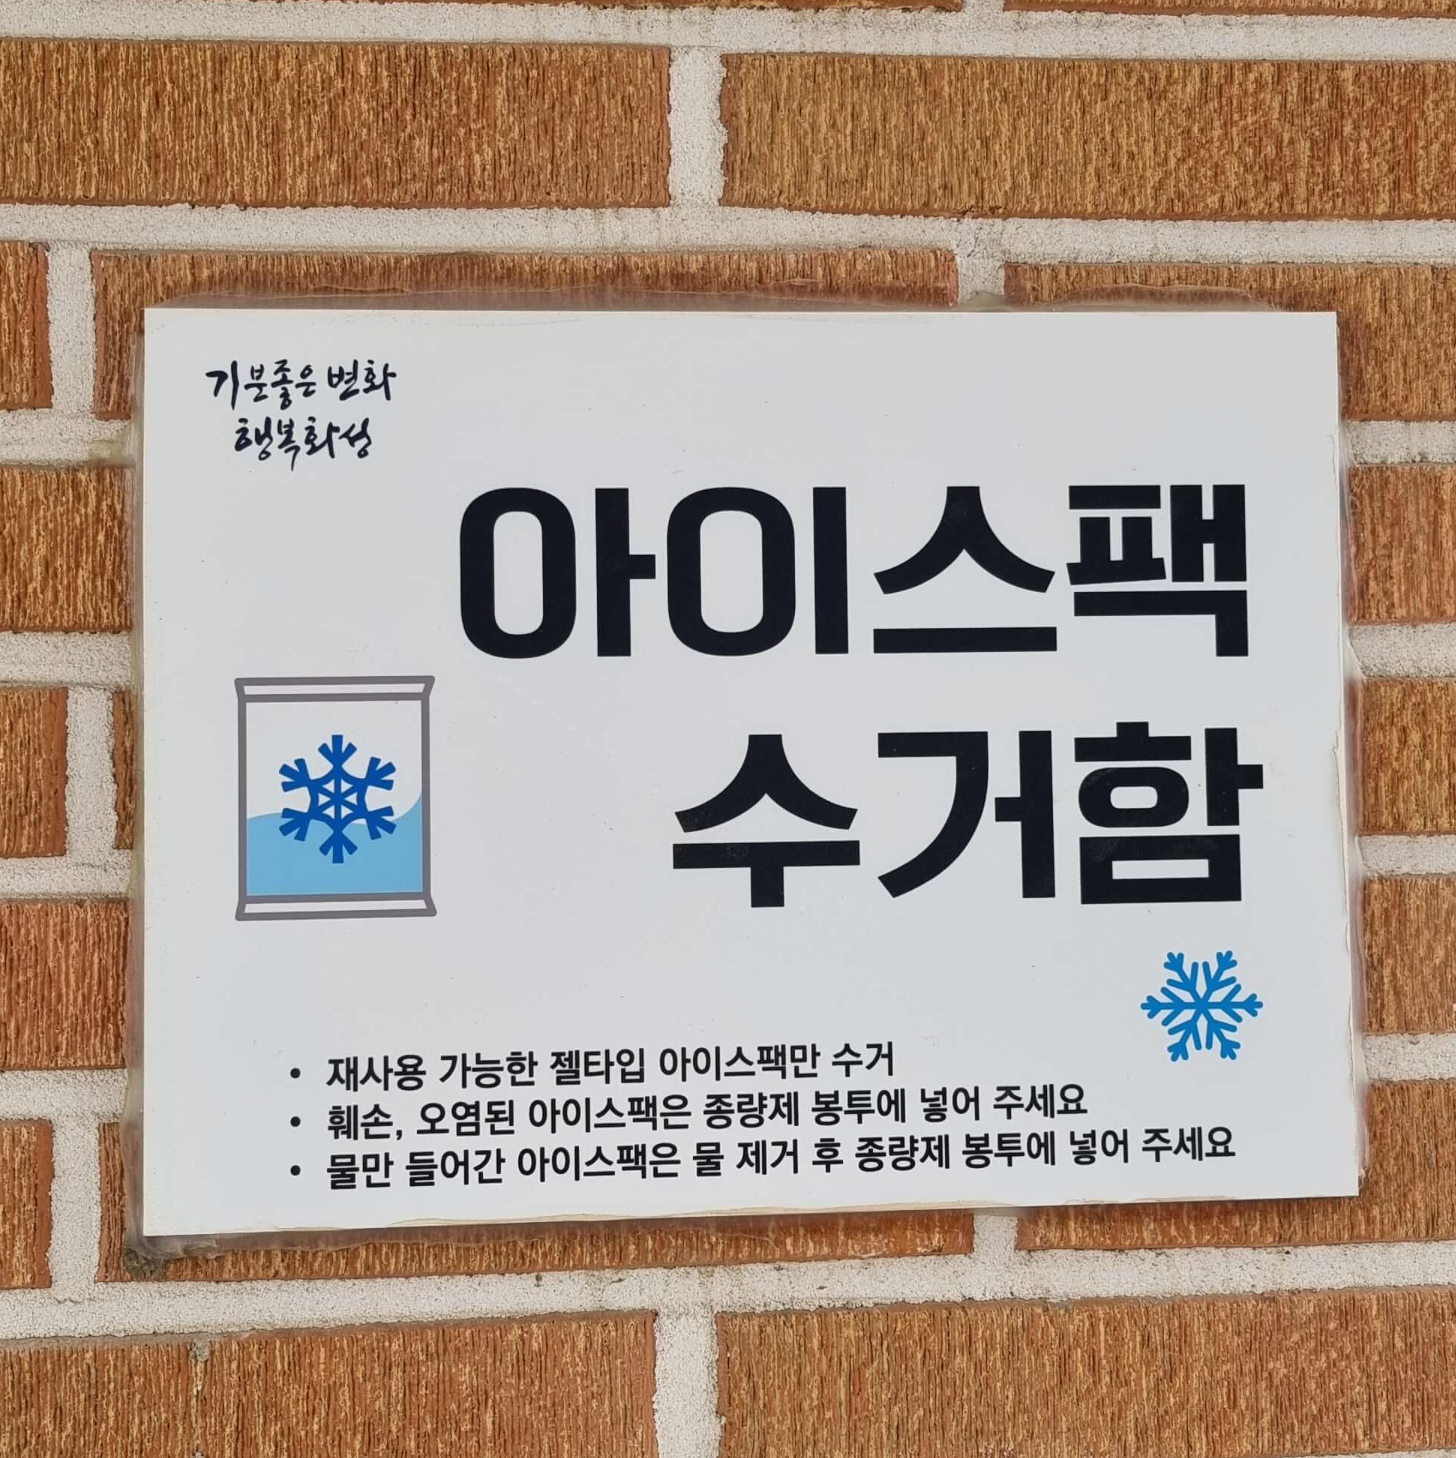 기분좋은 변화
행복화성
아이스팩
수거함
• 재사용 가능한 젤타입 아이스팩만 수거
• 훼손, 오염된 아이스팩은 종량제 봉투에 넣어 주세요
• 물만 들어간 아이스팩은 물 제거 후 종량제 봉투에 넣어 주세요